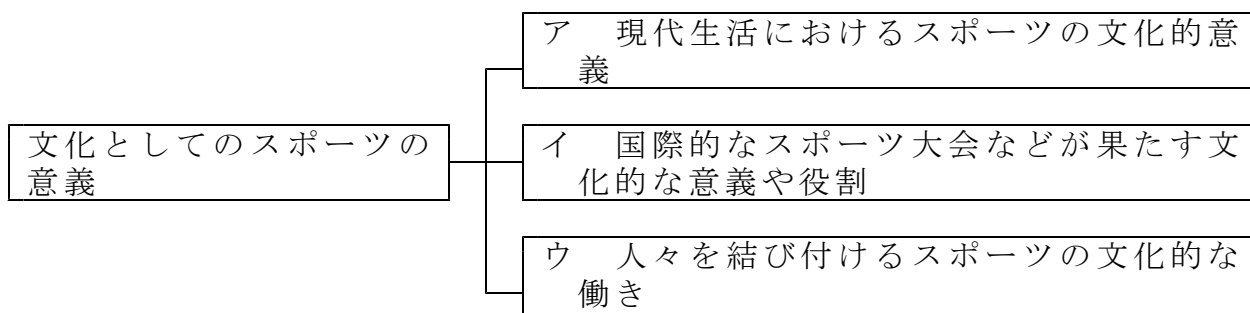 文化としてのスポーツの
意義
ア　現代生活におけるスポーツの文化的意
義
イ　国際的なスポーツ大会などが果たす文
化的な意義や役割
ウ　人々を結び付けるスポーツの文化的な
働き